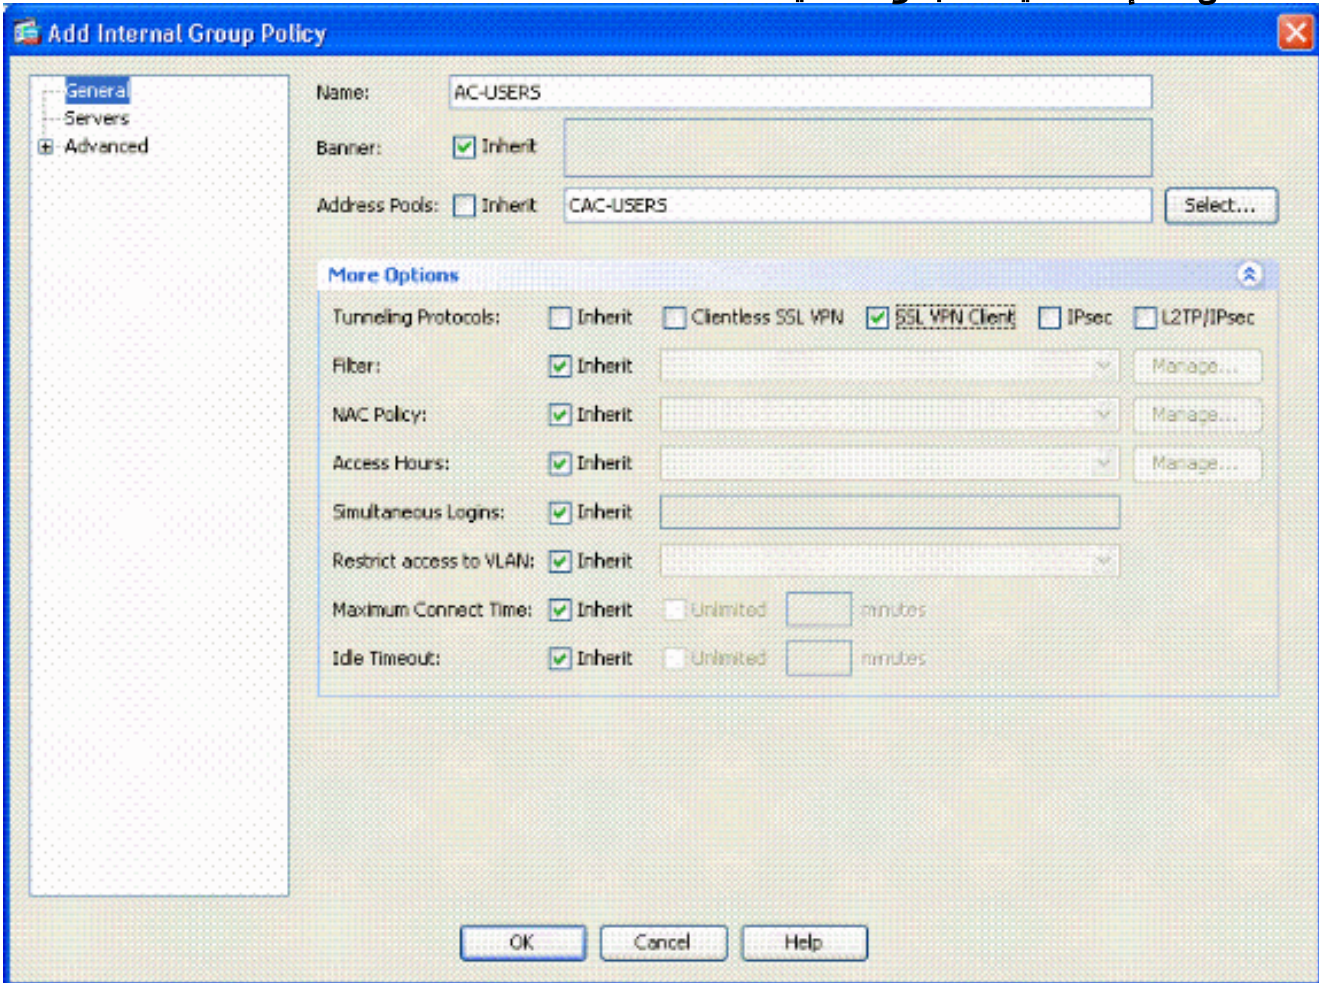 Add Internal Group Policy
General
Servers
Advanced
Name: AC-USERS
Banner: Inherit
Address Pools: Inherit CAC-USERS Select...
More Options
Tunneling Protocols: Inherit Clientless SSL VPN SSL VPN Client IPsec L2TP/IPsec
Filter: Inherit Manage...
NAC Policy: Inherit Manage...
Access Hours: Inherit Manage...
Simultaneous Logins: Inherit
Restrict access to VLAN: Inherit
Maximum Connect Time: Inherit Unlimited minutes
Idle Timeout: Inherit Unlimited minutes
OK Cancel Help